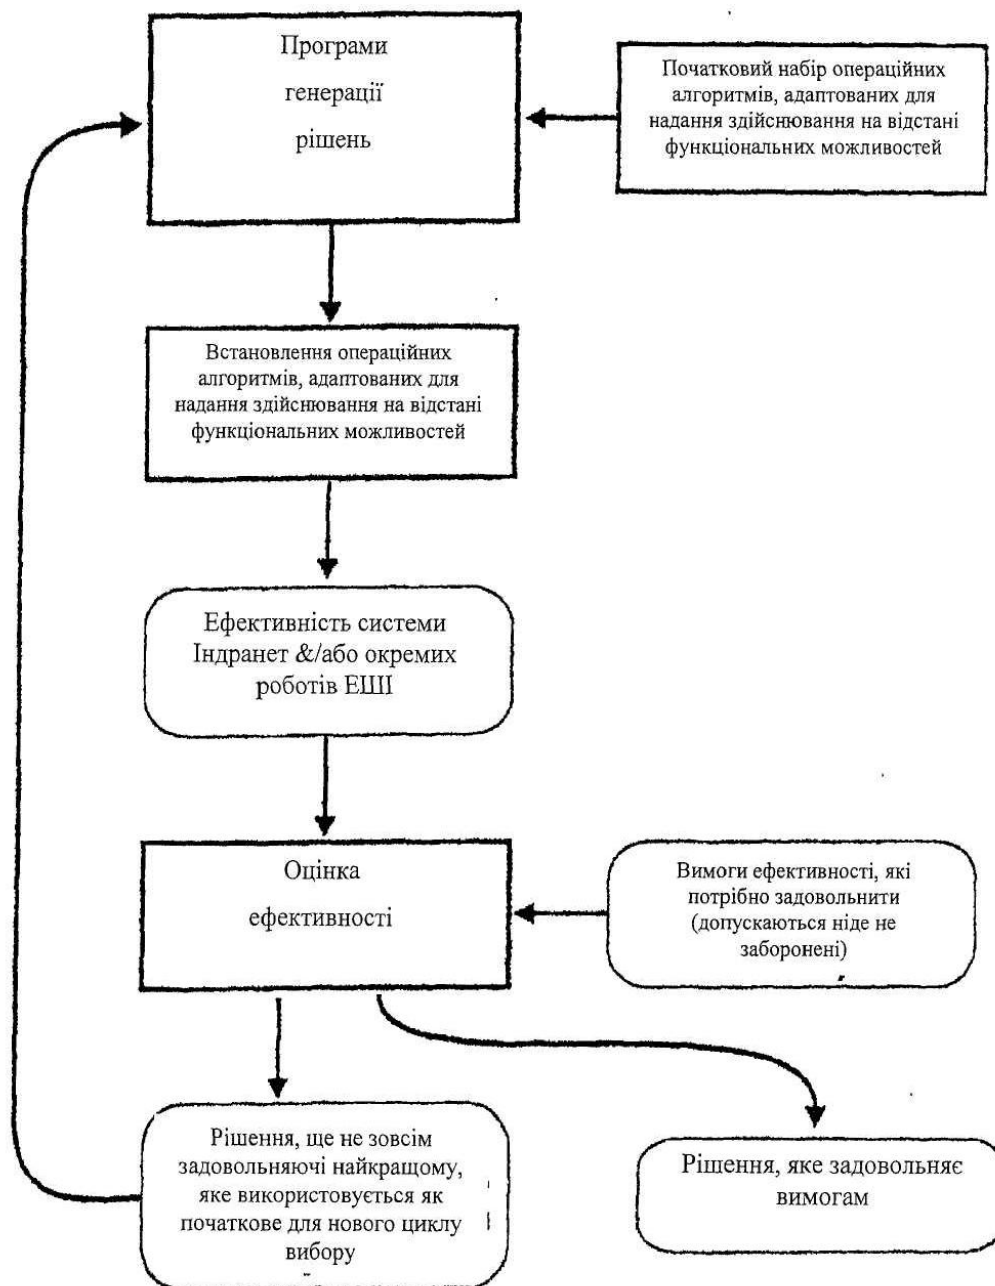 Програми
генерації
рішень
Початковий набір операційних
алгоритмів, адаптованих для
надання здійснювання на відстані
функціональних можливостей
Встановлення операційних
алгоритмів, адаптованих для
надання здійснювання на відстані
функціональних можливостей
Ефективність системи
Індранет &/або окремих
роботів ЕШІ
Оцінка
ефективності
Вимоги ефективності, які
потрібно задовольнити
(допускаються ніде не
заборонені)
Рішення, ще не зовсім
задовольняючі найкращому,
яке використовується як
початкове для нового циклу
вибору
Рішення, яке задовольняє
вимогам